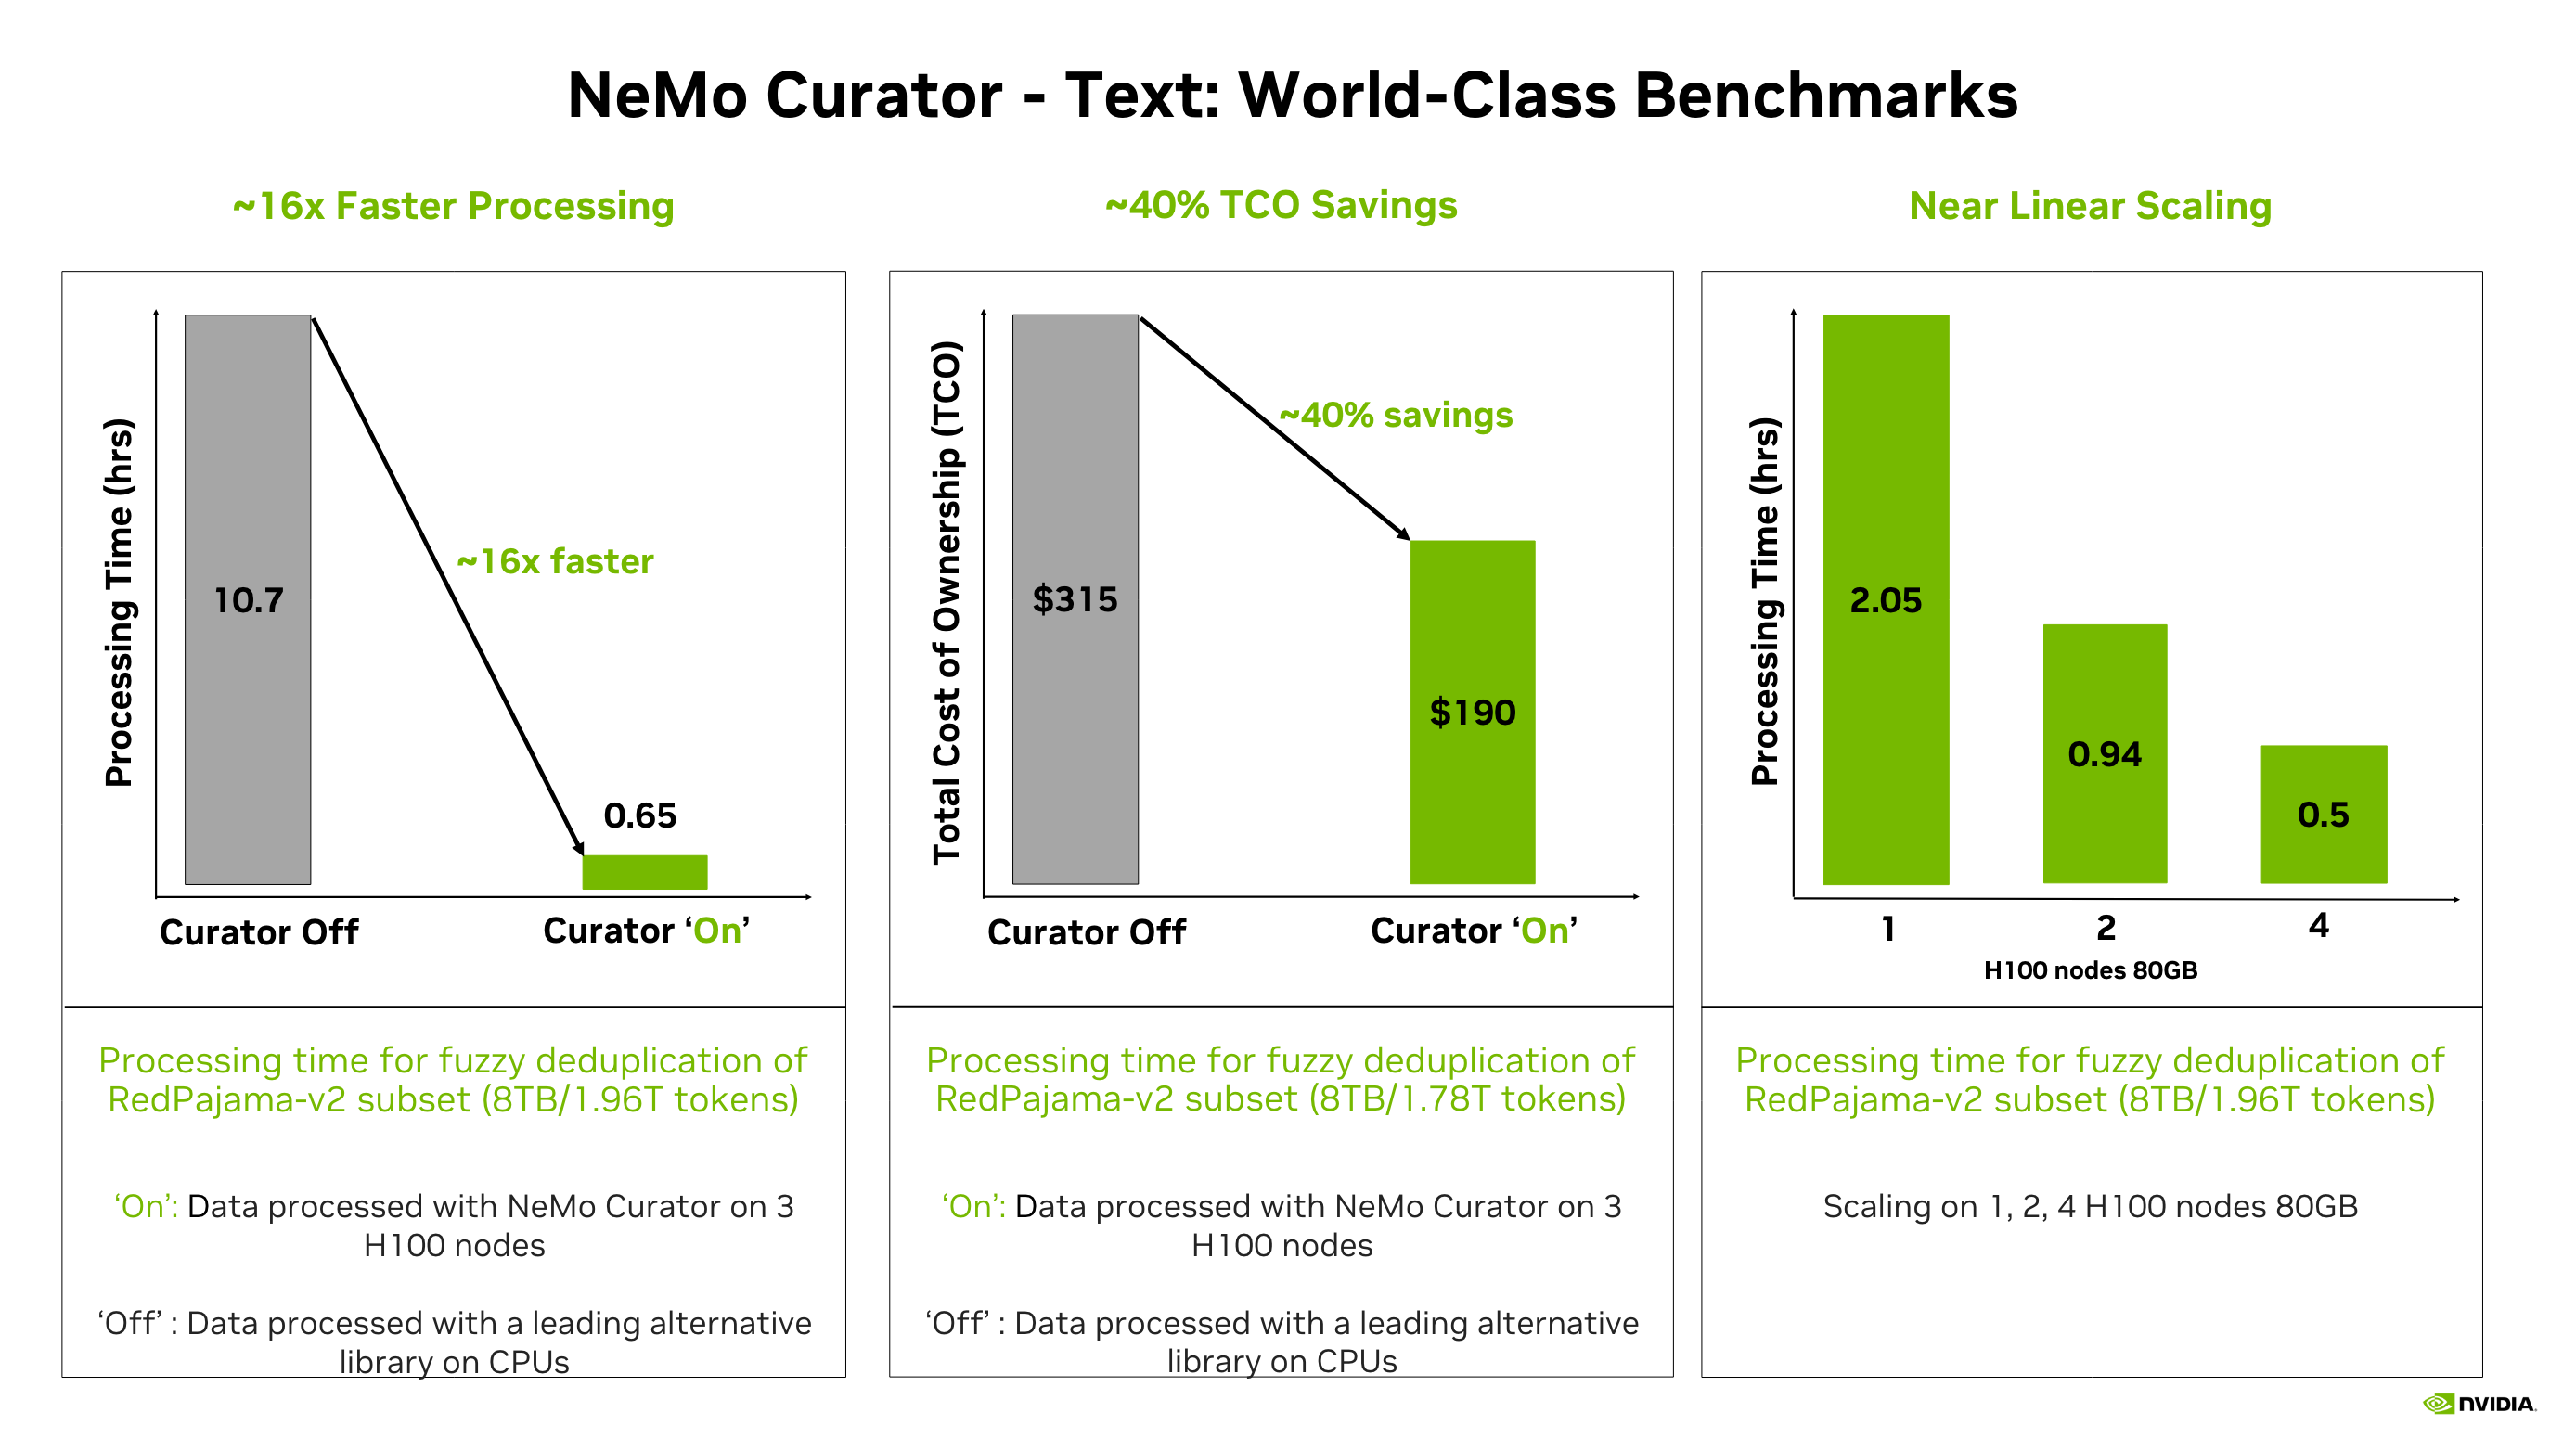 NeMo Curator - Text: World-Class Benchmarks
~16x Faster Processing
Processing Time (hrs)
10.7
~16x faster
0.65
Curator Off
Curator ‘On’
Processing time for fuzzy deduplication of
RedPajama-v2 subset (8TB/1.96T tokens)
‘On’: Data processed with NeMo Curator on 3
H100 nodes
‘Off’ : Data processed with a leading alternative
library on CPUs
~40% TCO Savings
Total Cost of Ownership (TCO)
$315
~40% savings
$190
Curator Off
Curator ‘On’
Processing time for fuzzy deduplication of
RedPajama-v2 subset (8TB/1.78T tokens)
‘On’: Data processed with NeMo Curator on 3
H100 nodes
‘Off’ : Data processed with a leading alternative
library on CPUs
Near Linear Scaling
Processing Time (hrs)
2.05
0.94
0.5
1
2
4
H100 nodes 80GB
Processing time for fuzzy deduplication of
RedPajama-v2 subset (8TB/1.96T tokens)
Scaling on 1, 2, 4 H100 nodes 80GB
NVIDIA.